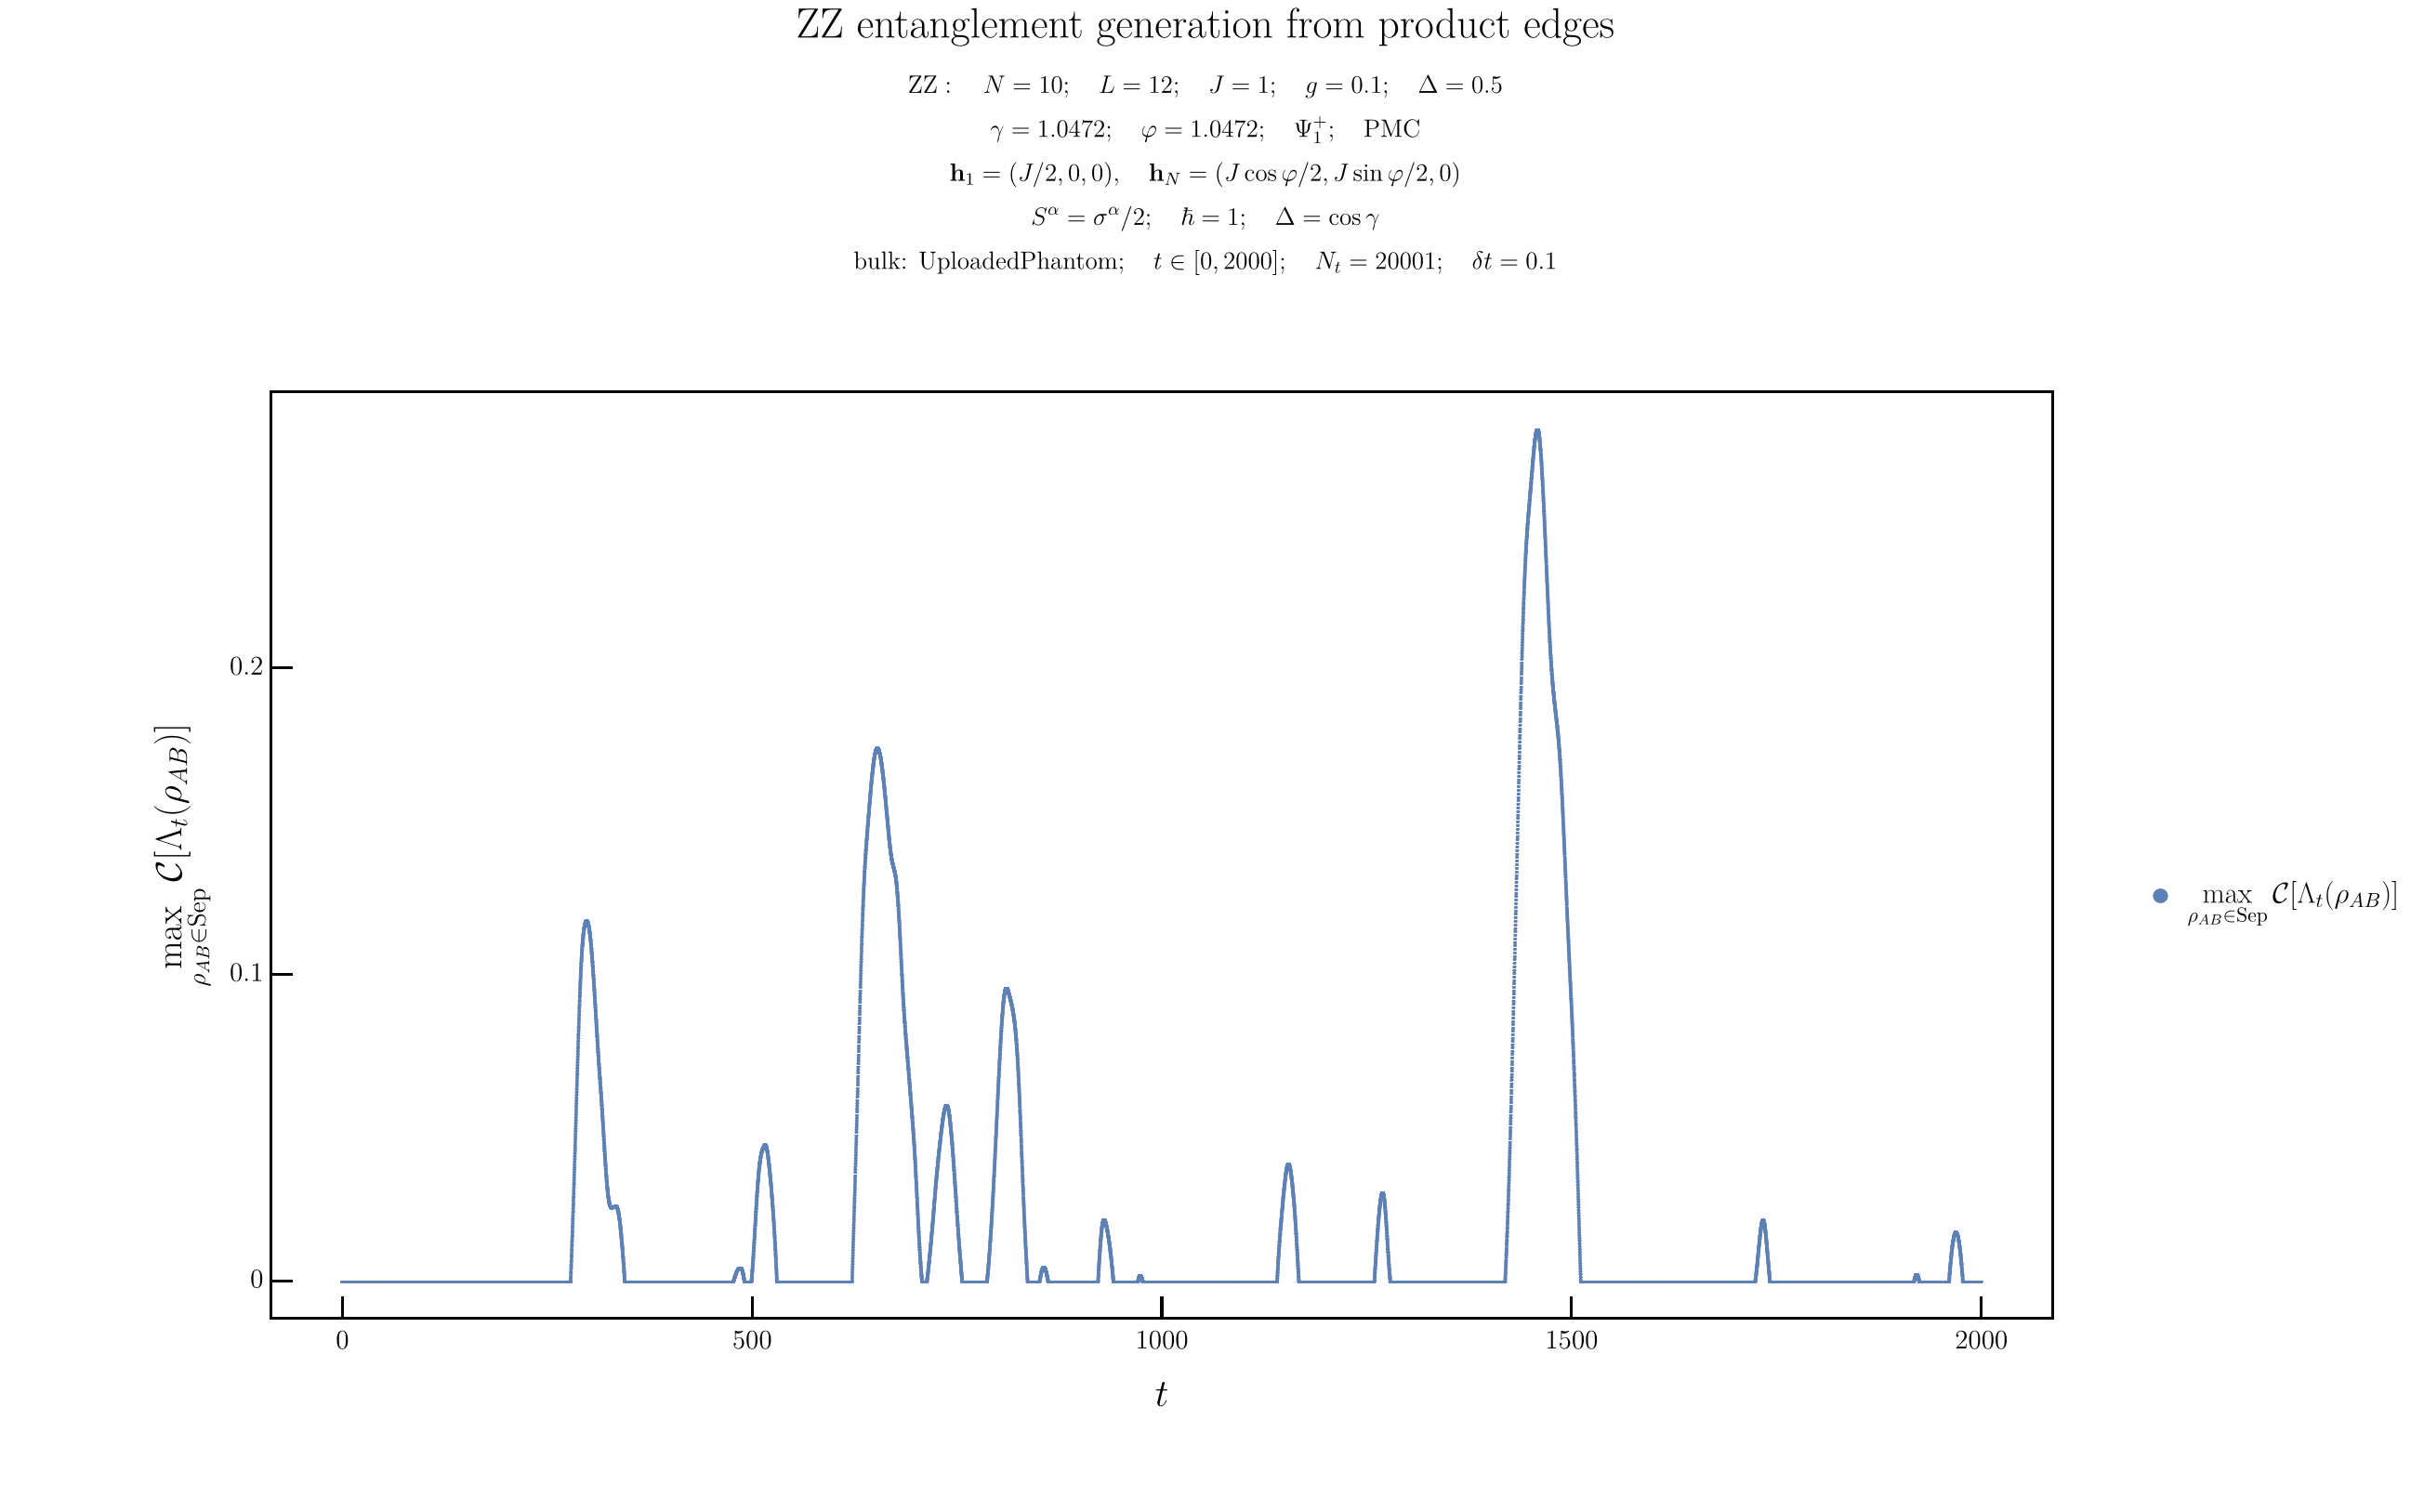 ZZ entanglement generation from product edges
ZZ : N = 10; L = 12; J = 1; g = 0.1; Δ = 0.5
γ = 1.0472; φ = 1.0472; Ψ₁⁺; PMC
𝐡₁ = (J/2, 0, 0), 𝐡_N = (J cos φ/2, J sin φ/2, 0)
S^α = σ^α/2; ℏ = 1; Δ = cos γ
bulk: UploadedPhantom; t ∈ [0, 2000]; N_t = 20001; δt = 0.1
max 𝒞[Λ_t(ρ_AB)]
ρ_AB∈Sep
0.2
0.1
0
0 500 1000 1500 2000
t
max 𝒞[Λ_t(ρ_AB)]
ρ_AB∈Sep